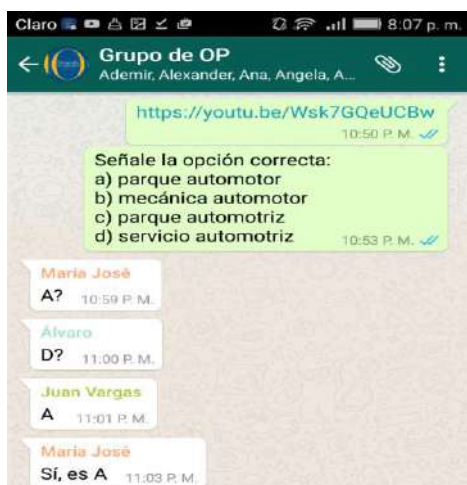 Claro 8:07 p. m.
Grupo de OP
Ademir, Alexander, Ana, Angela, A...
https://youtu.be/Wsk7GQeUCBw
10:50 P. M.
Señale la opción correcta:
a) parque automotor
b) mecánica automotor
c) parque automotriz
d) servicio automotriz
10:53 P. M.
María José
A? 10:59 P. M.
Álvaro
D? 11:00 P. M.
Juan Vargas
A 11:01 P. M.
María José
Sí, es A 11:03 P. M.